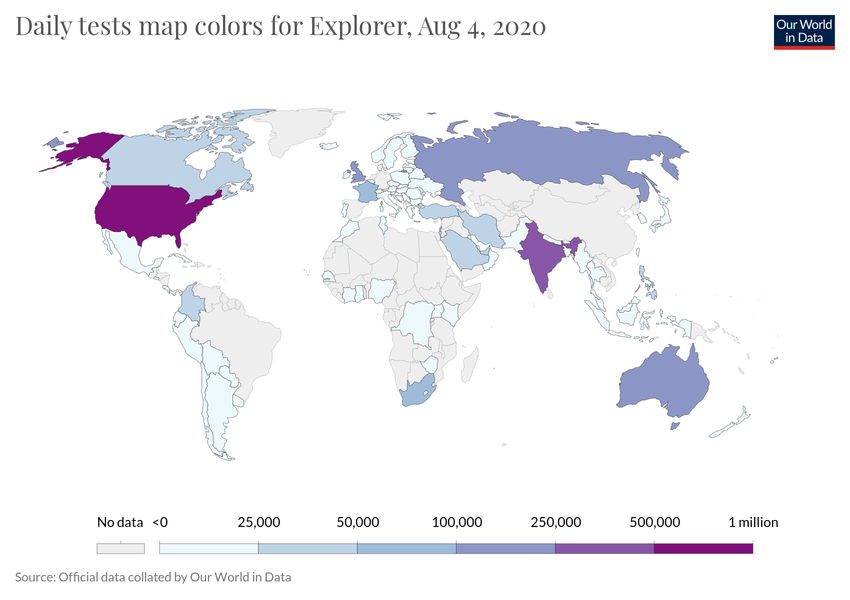 Daily tests map colors for Explorer, Aug 4, 2020
Our World
in Data
No data <0 25,000 50,000 100,000 250,000 500,000 1 million
Source: Official data collated by Our World in Data